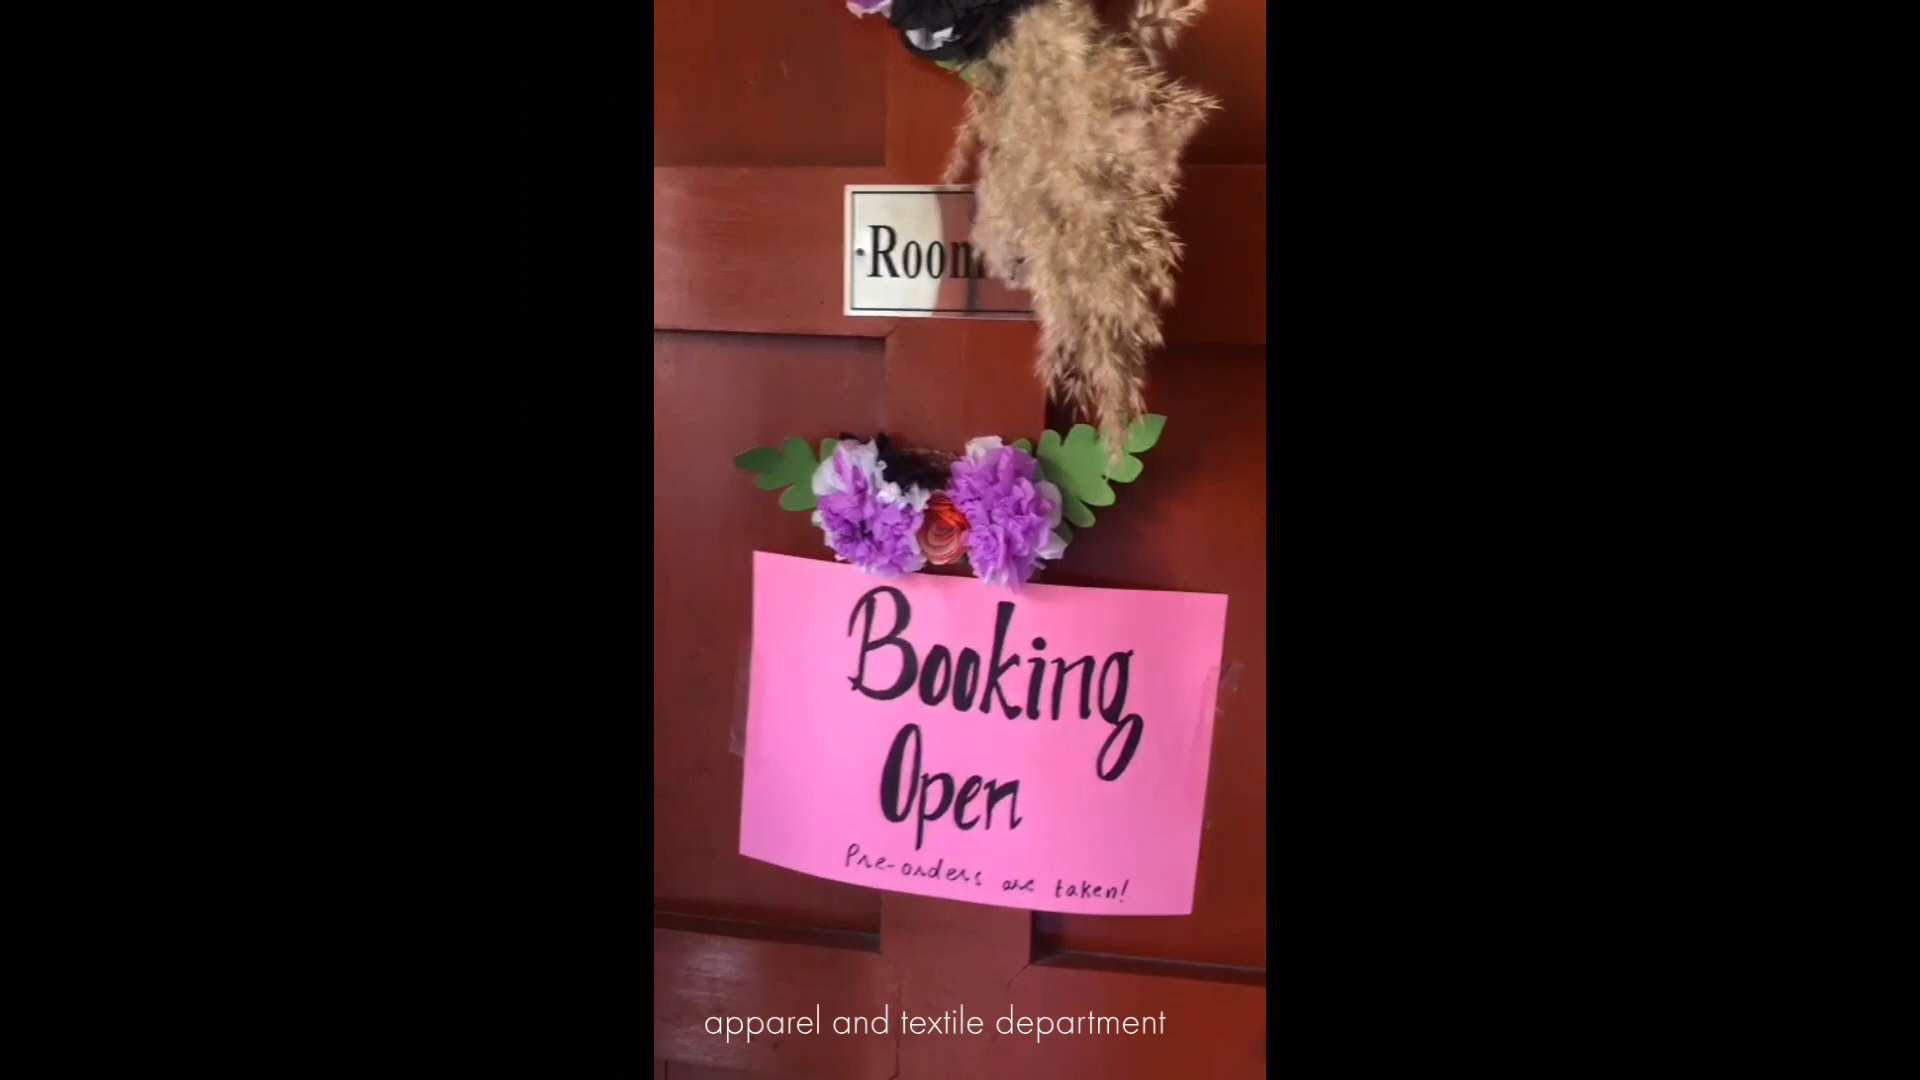 Room
Booking
Open
Pre-orders are taken!
apparel and textile department